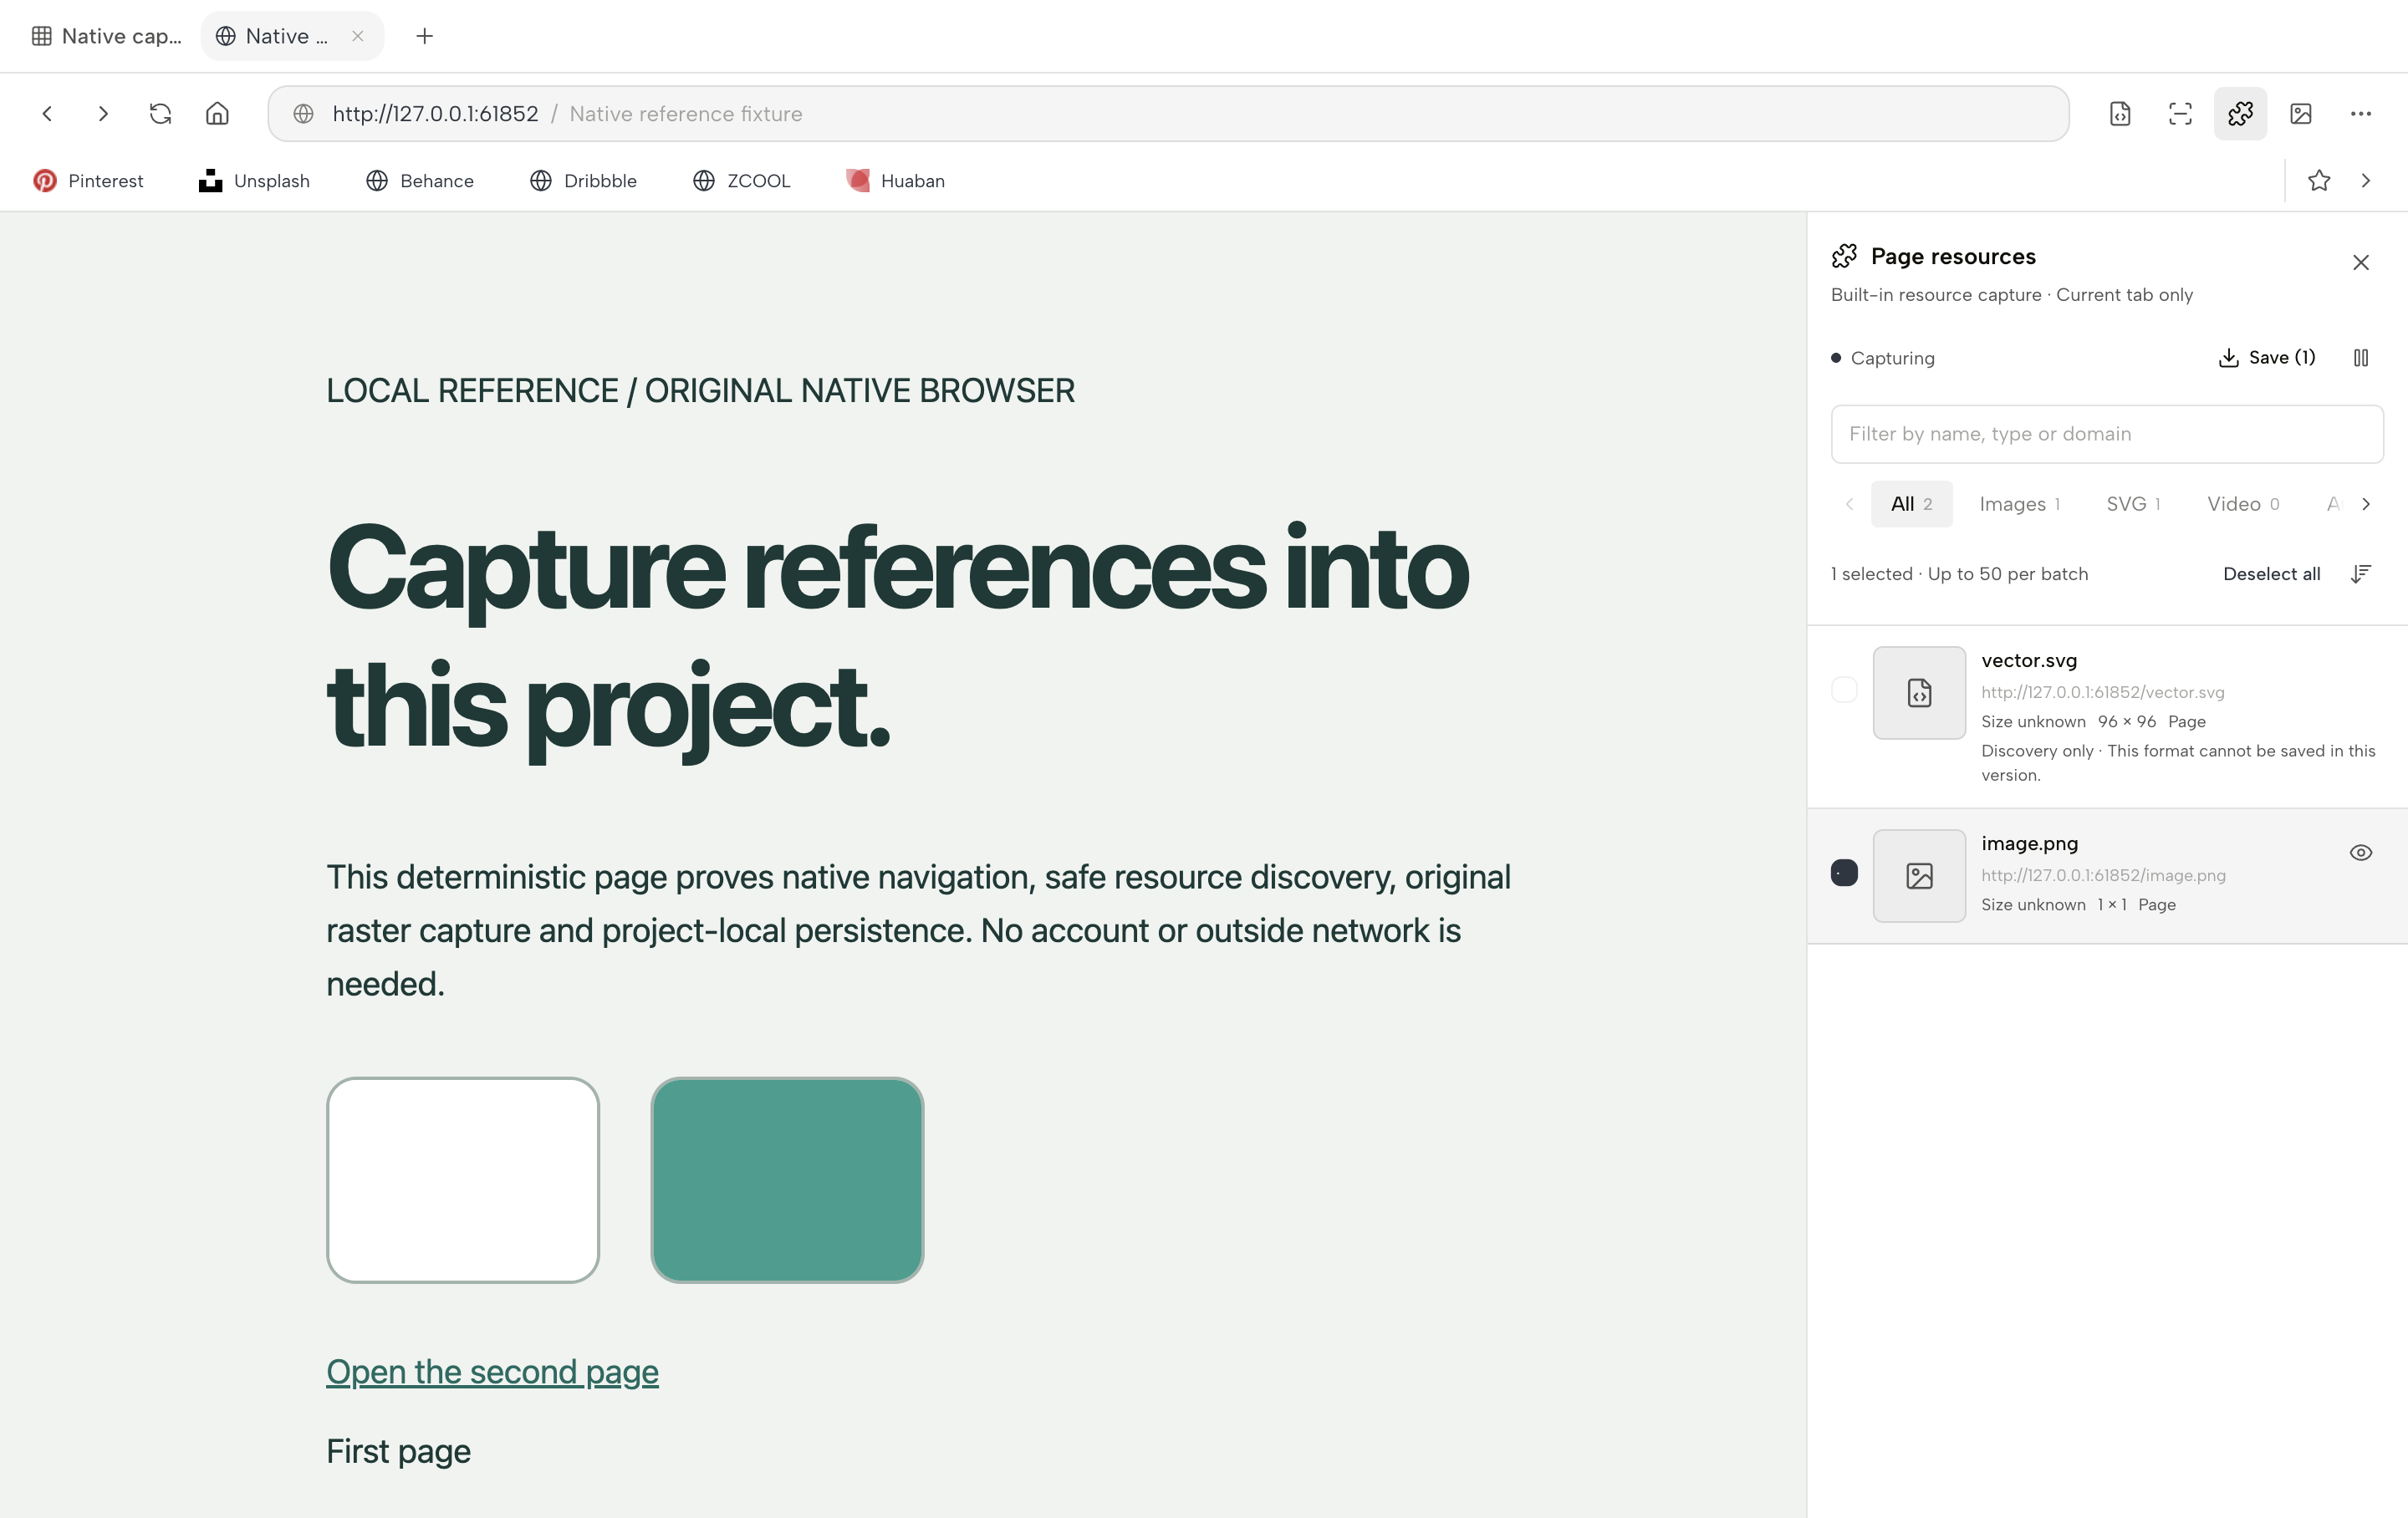 Native cap...
Native ...
http://127.0.0.1:61852 / Native reference fixture
Pinterest
Unsplash
Behance
Dribbble
ZCOOL
Huaban
LOCAL REFERENCE / ORIGINAL NATIVE BROWSER
Capture references into
this project.
This deterministic page proves native navigation, safe resource discovery, original
raster capture and project-local persistence. No account or outside network is
needed.
Open the second page
First page
Page resources
Built-in resource capture · Current tab only
Capturing
Save (1)
Filter by name, type or domain
All 2
Images 1
SVG 1
Video 0
A
1 selected · Up to 50 per batch
Deselect all
vector.svg
http://127.0.0.1:61852/vector.svg
Size unknown 96 × 96 Page
Discovery only · This format cannot be saved in this
version.
image.png
http://127.0.0.1:61852/image.png
Size unknown 1 × 1 Page